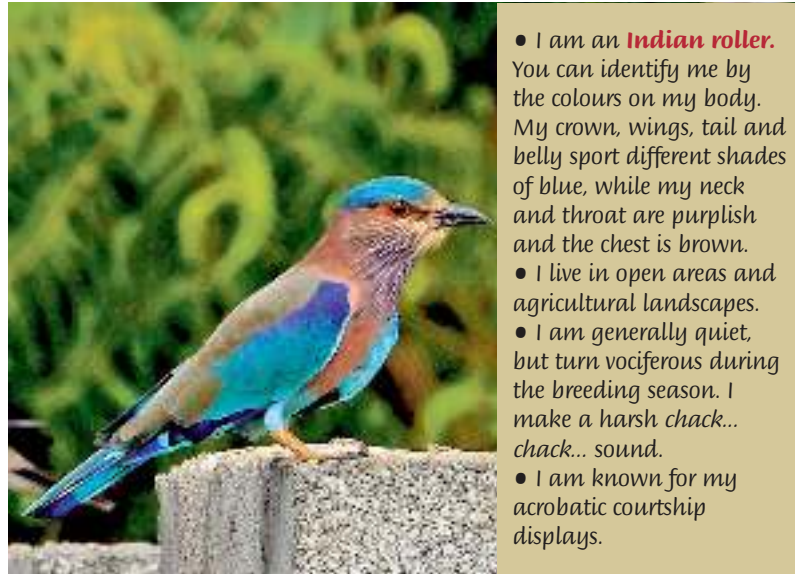 • I am an Indian roller.
You can identify me by
the colours on my body.
My crown, wings, tail and
belly sport different shades
of blue, while my neck
and throat are purplish
and the chest is brown.
• I live in open areas and
agricultural landscapes.
• I am generally quiet,
but turn vociferous during
the breeding season. I
make a harsh chack...
chack... sound.
• I am known for my
acrobatic courtship
displays.